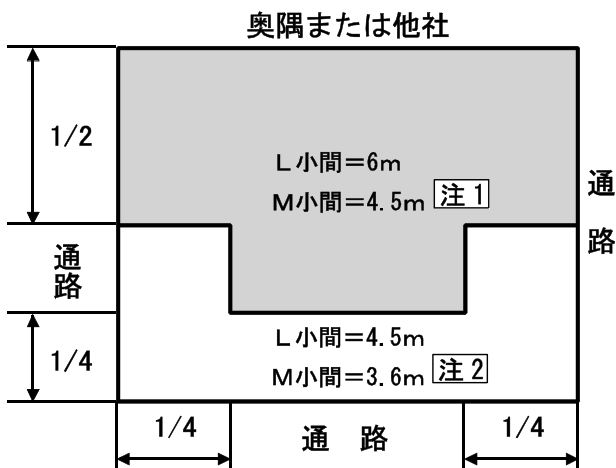 奥隅または他社
1/2
L小間=6m
M小間=4.5m 注1
通路
通路
L小間=4.5m
M小間=3.6m 注2
1/4
1/4
通 路
1/4